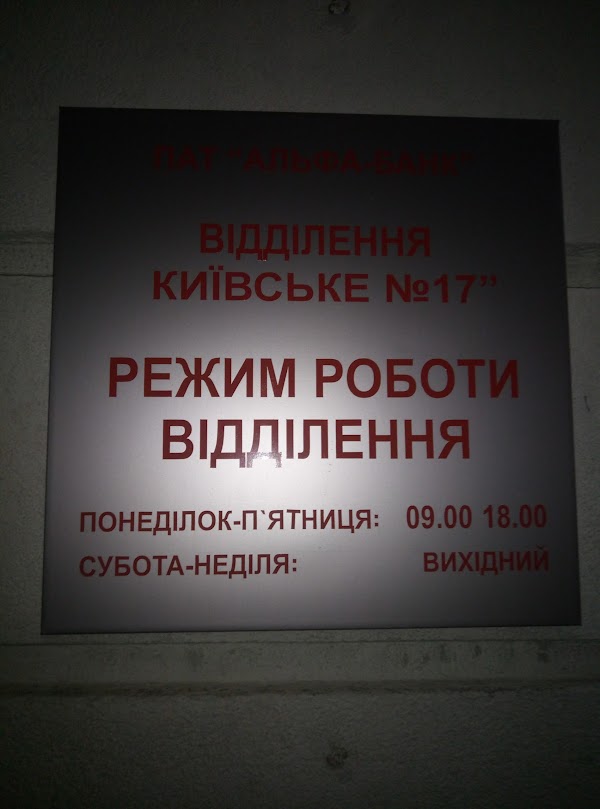 ПАТ "АЛЬФА-БАНК"
ВІДДІЛЕННЯ
КИЇВСЬКЕ №17"
РЕЖИМ РОБОТИ
ВІДДІЛЕННЯ
ПОНЕДІЛОК-П`ЯТНИЦЯ: 09.00 18.00
СУБОТА-НЕДІЛЯ: ВИХІДНИЙ